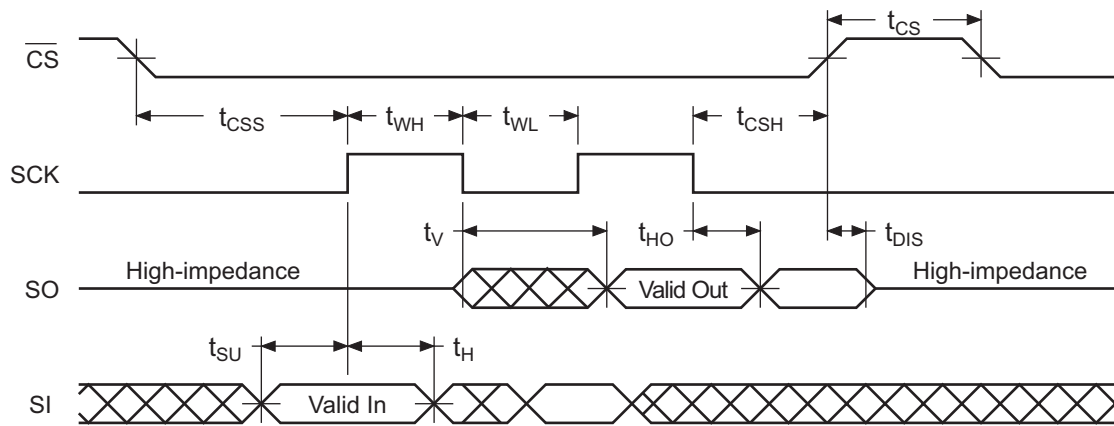 tCS
CS
tCSS
tWH
tWL
tCSH
SCK
tV
tHO
tDIS
High-impedance
High-impedance
SO
Valid Out
tSU
tH
SI
Valid In